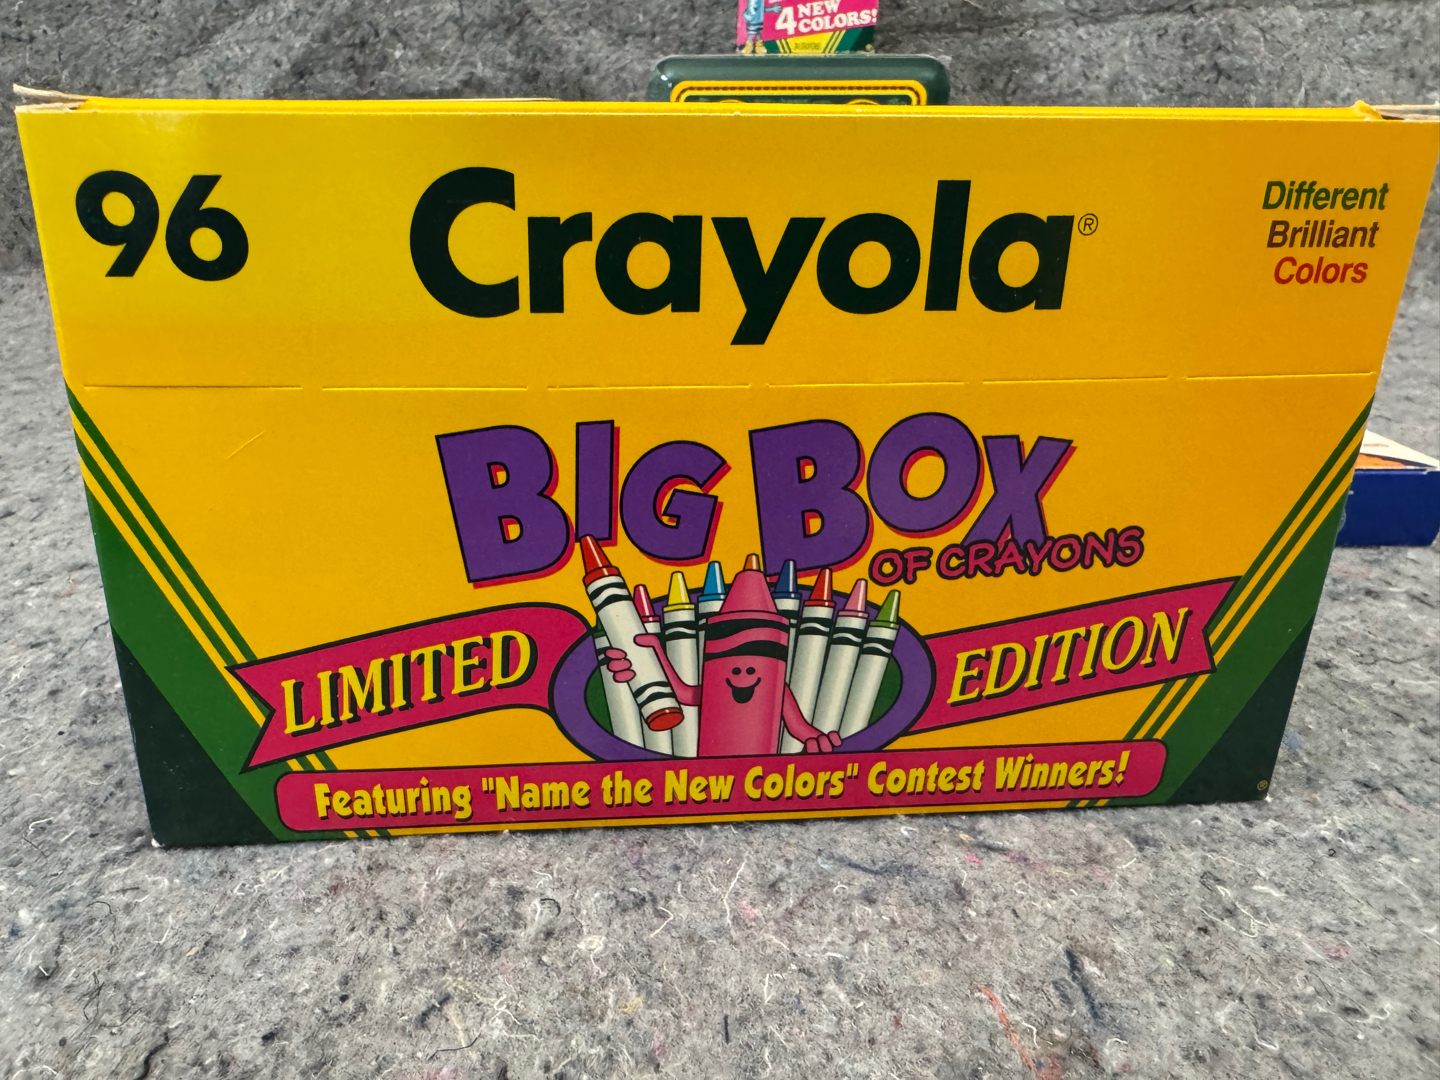 4 NEW
COLORS!
96
Crayola®
Different
Brilliant
Colors
BIG BOX
OF CRAYONS
LIMITED
EDITION
Featuring "Name the New Colors" Contest Winners!